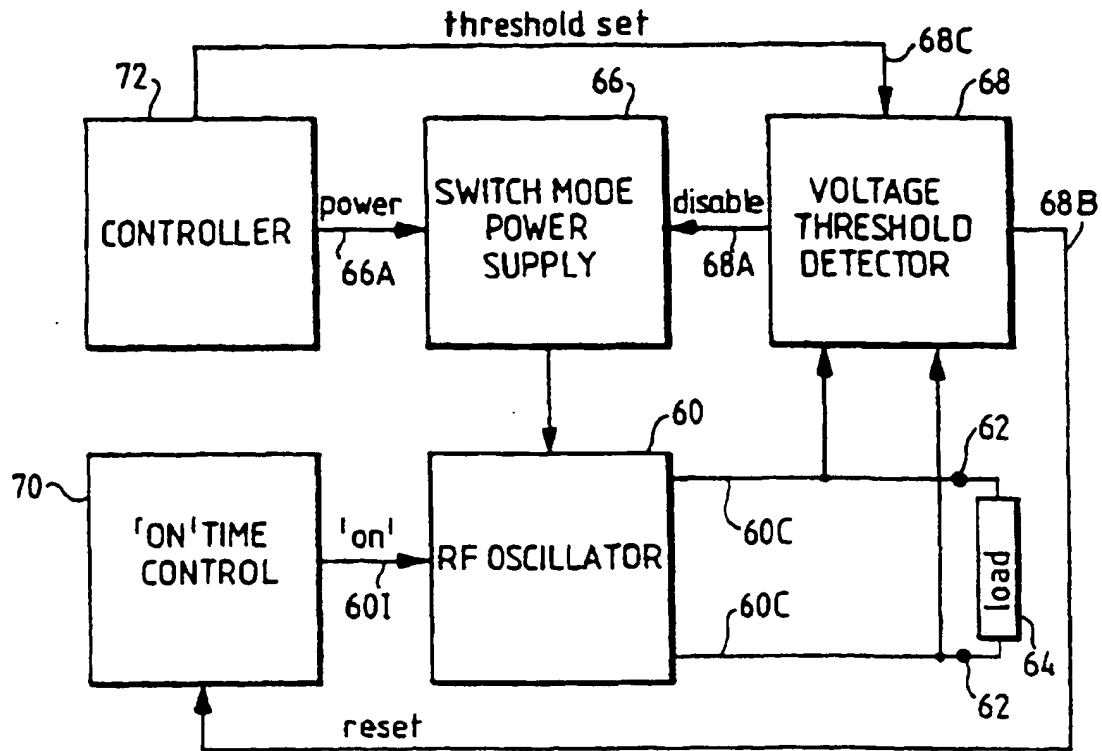 threshold set
68C
72
66
68
CONTROLLER
power
66A
SWITCH MODE
POWER
SUPPLY
disable
68A
VOLTAGE
THRESHOLD
DETECTOR
68B
60
62
70
'ON' TIME
CONTROL
'on'
60I
RF OSCILLATOR
60C
60C
load
64
62
reset